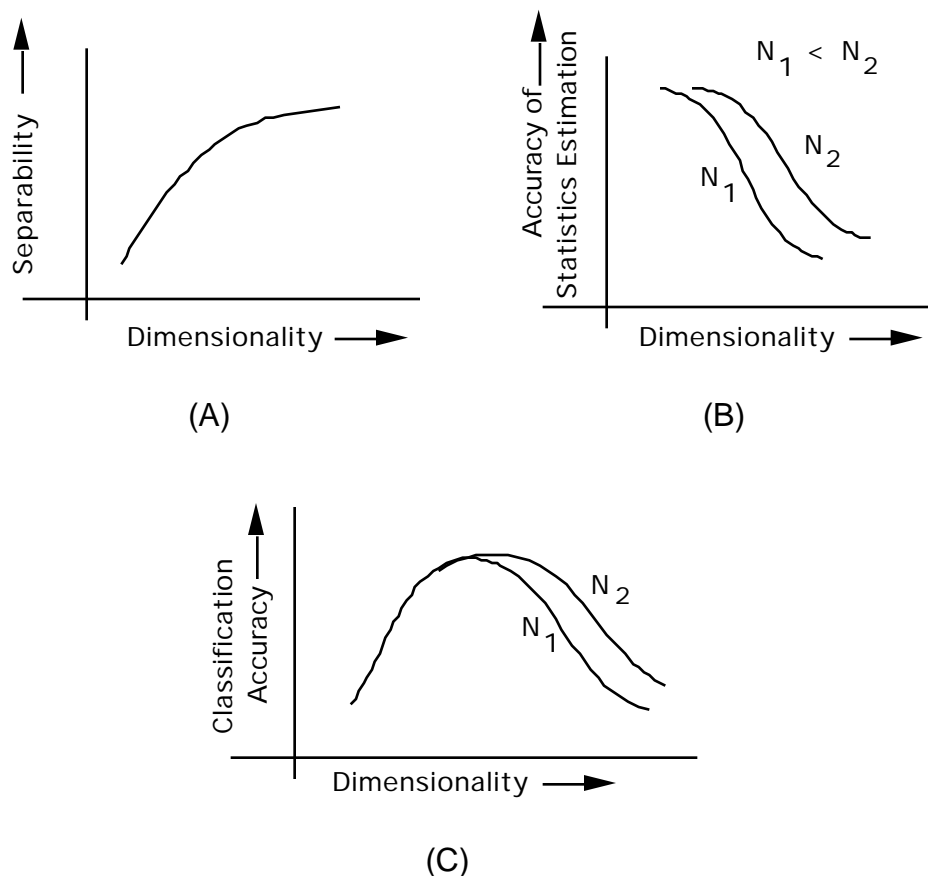 Separability
Dimensionality
(A)
Accuracy of
Statistics Estimation
N1 < N2
N2
N1
Dimensionality
(B)
Classification
Accuracy
N2
N1
Dimensionality
(C)